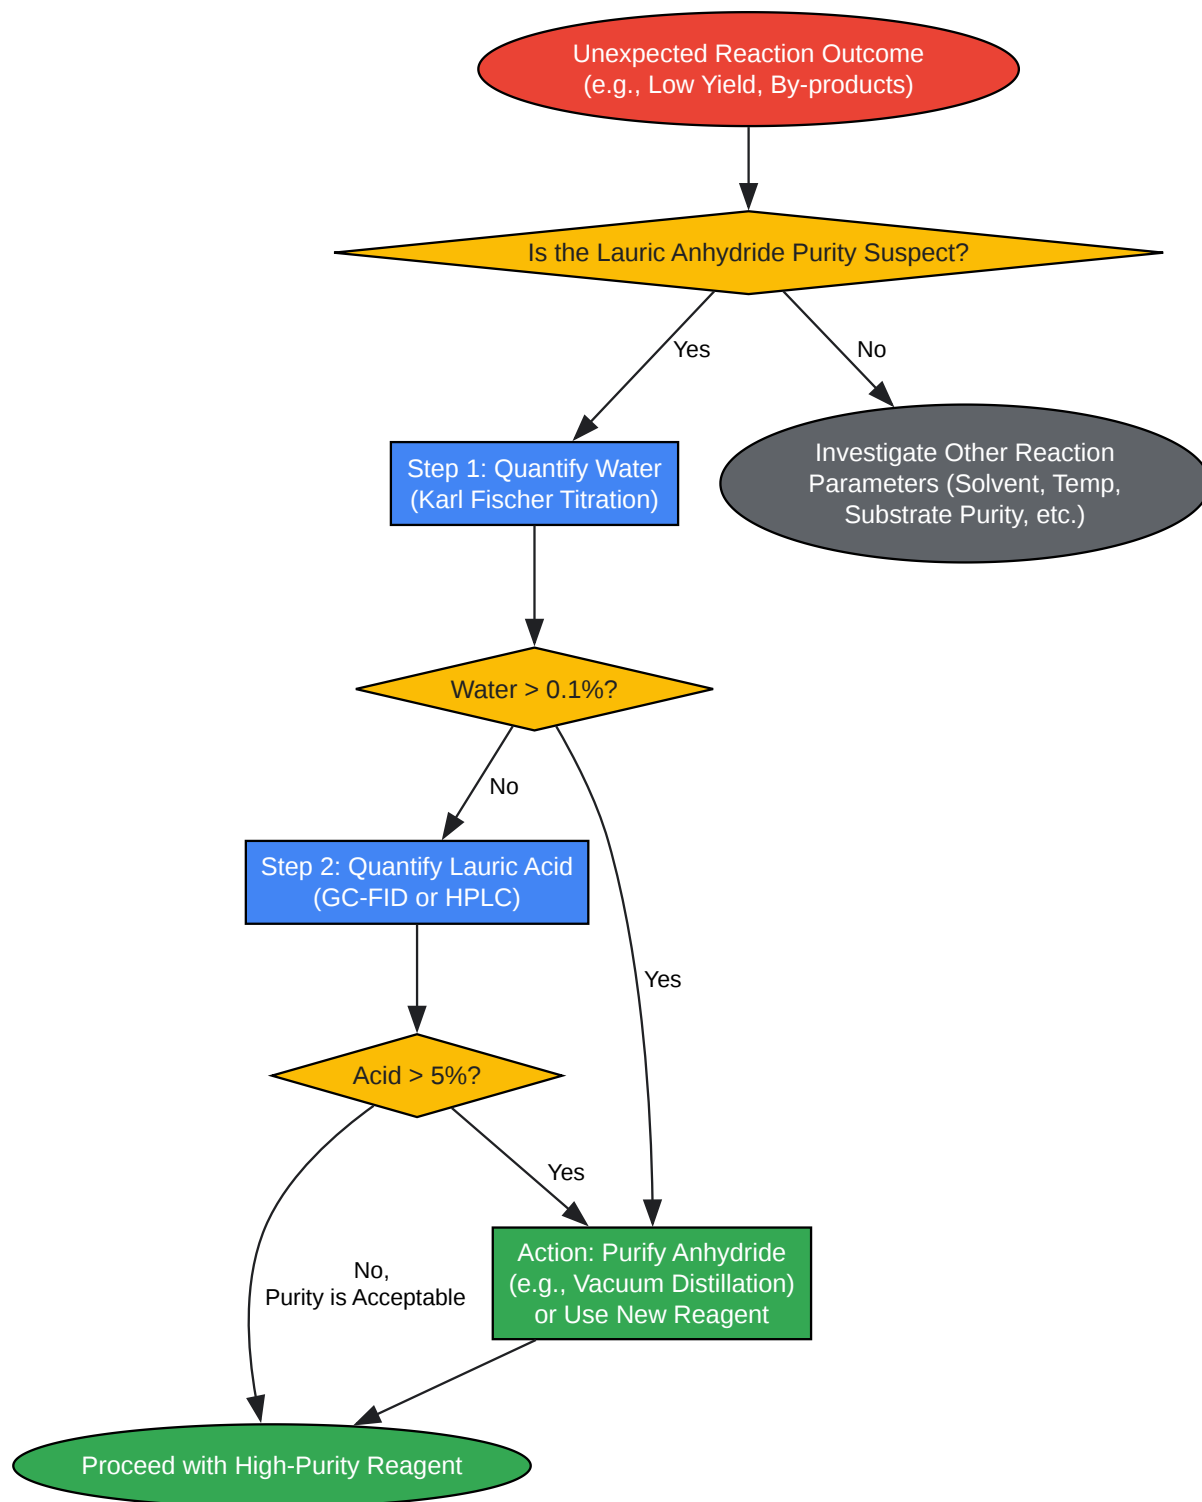 Unexpected Reaction Outcome
(e.g., Low Yield, By-products)
Is the Lauric Anhydride Purity Suspect?
Yes
No
Step 1: Quantify Water
(Karl Fischer Titration)
Investigate Other Reaction
Parameters (Solvent, Temp,
Substrate Purity, etc.)
Water > 0.1%?
No
Step 2: Quantify Lauric Acid
(GC-FID or HPLC)
Yes
Acid > 5%?
Yes
No,
Purity is Acceptable
Action: Purify Anhydride
(e.g., Vacuum Distillation)
or Use New Reagent
Proceed with High-Purity Reagent